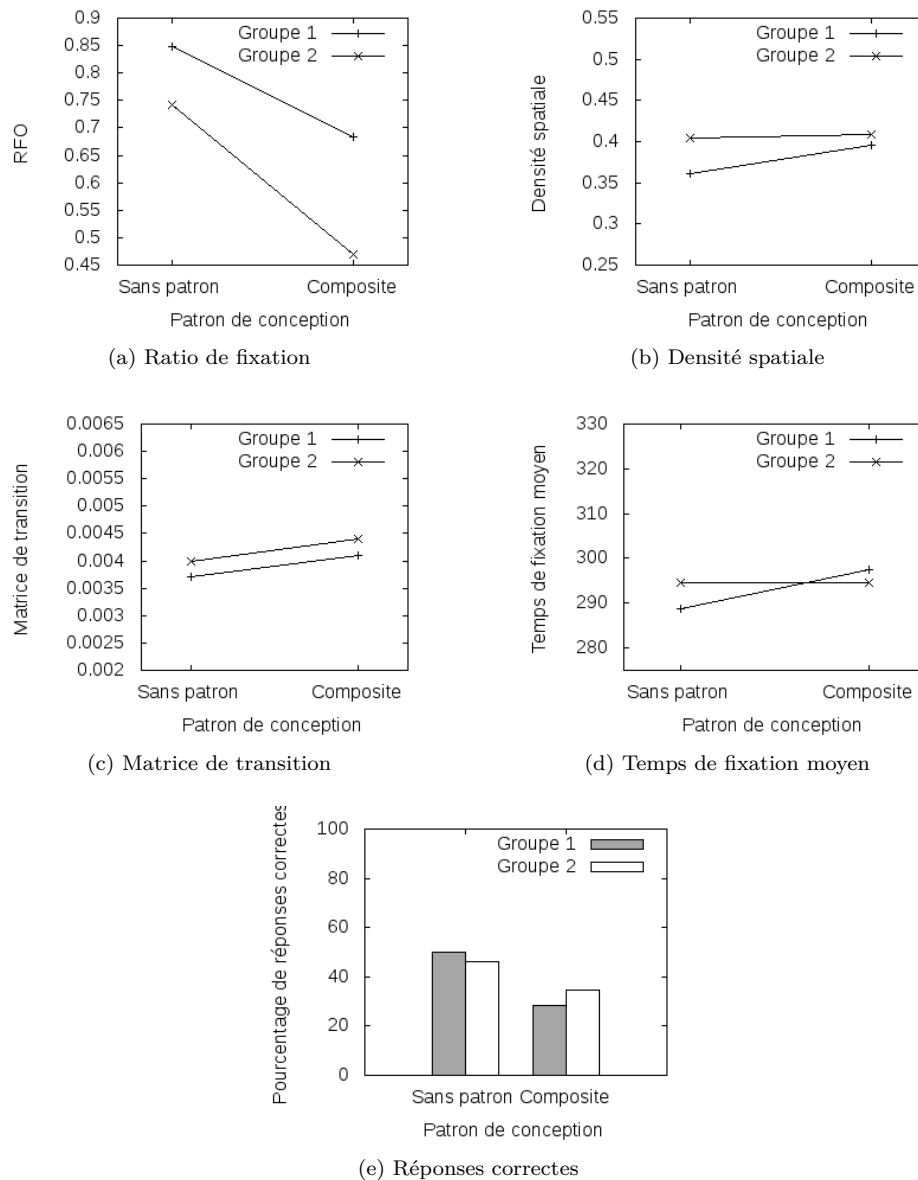 0.9
0.85
0.8
0.75
0.7
0.65
0.6
0.55
0.5
0.45
RFO
Groupe 1
Groupe 2
Sans patron Composite
Patron de conception
(a) Ratio de fixation
0.55
0.5
0.45
0.4
0.35
0.3
0.25
Densité spatiale
Groupe 1
Groupe 2
Sans patron Composite
Patron de conception
(b) Densité spatiale
0.0065
0.006
0.0055
0.005
0.0045
0.004
0.0035
0.003
0.0025
0.002
Matrice de transition
Groupe 1
Groupe 2
Sans patron Composite
Patron de conception
(c) Matrice de transition
330
320
310
300
290
280
Temps de fixation moyen
Groupe 1
Groupe 2
Sans patron Composite
Patron de conception
(d) Temps de fixation moyen
100
80
60
40
20
0
Pourcentage de réponses correctes
Groupe 1
Groupe 2
Sans patron Composite
Patron de conception
(e) Réponses correctes